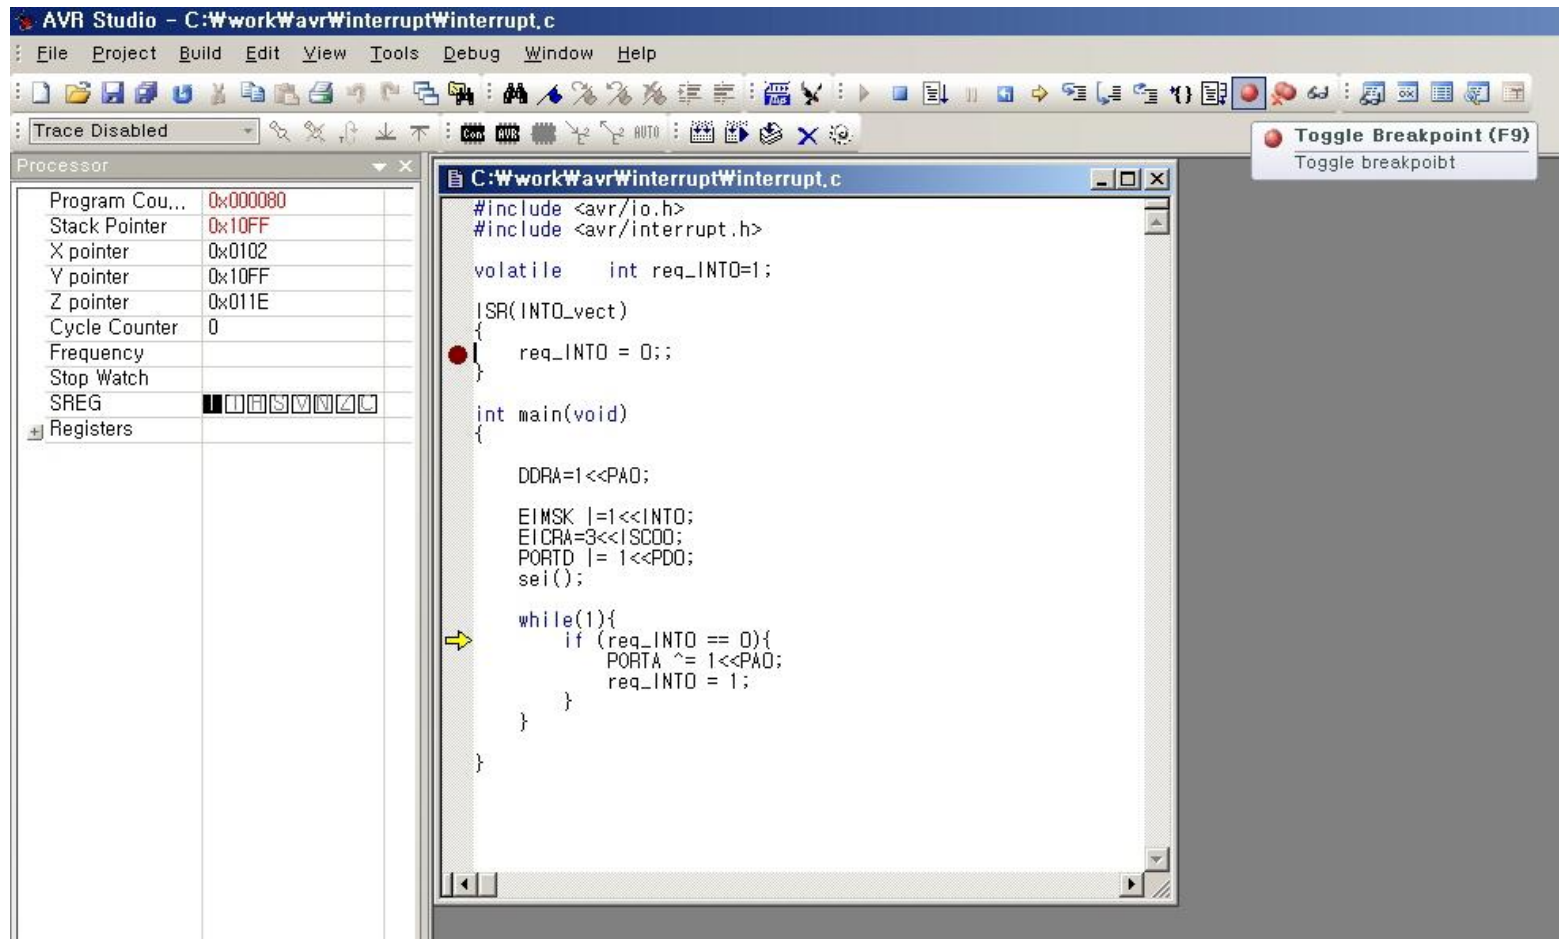 AVR Studio - C:₩work₩avr₩interrupt₩interrupt.c
File Project Build Edit View Tools Debug Window Help
Trace Disabled
Con AVR AUTO
Toggle Breakpoint (F9)
Toggle breakpoibt
Processor
Program Cou... 0x000080
Stack Pointer 0x10FF
X pointer 0x0102
Y pointer 0x10FF
Z pointer 0x011E
Cycle Counter 0
Frequency
Stop Watch
SREG I T H S V N Z C
Registers
C:₩work₩avr₩interrupt₩interrupt.c
#include <avr/io.h>
#include <avr/interrupt.h>
volatile int req_INT0=1;
ISR(INT0_vect)
{
req_INT0 = 0;;
}
int main(void)
{
DDRA=1<<PA0;
EIMSK |=1<<INT0;
EICRA=3<<ISC00;
PORTD |= 1<<PD0;
sei();
while(1){
if (req_INT0 == 0){
PORTA ^= 1<<PA0;
req_INT0 = 1;
}
}
}